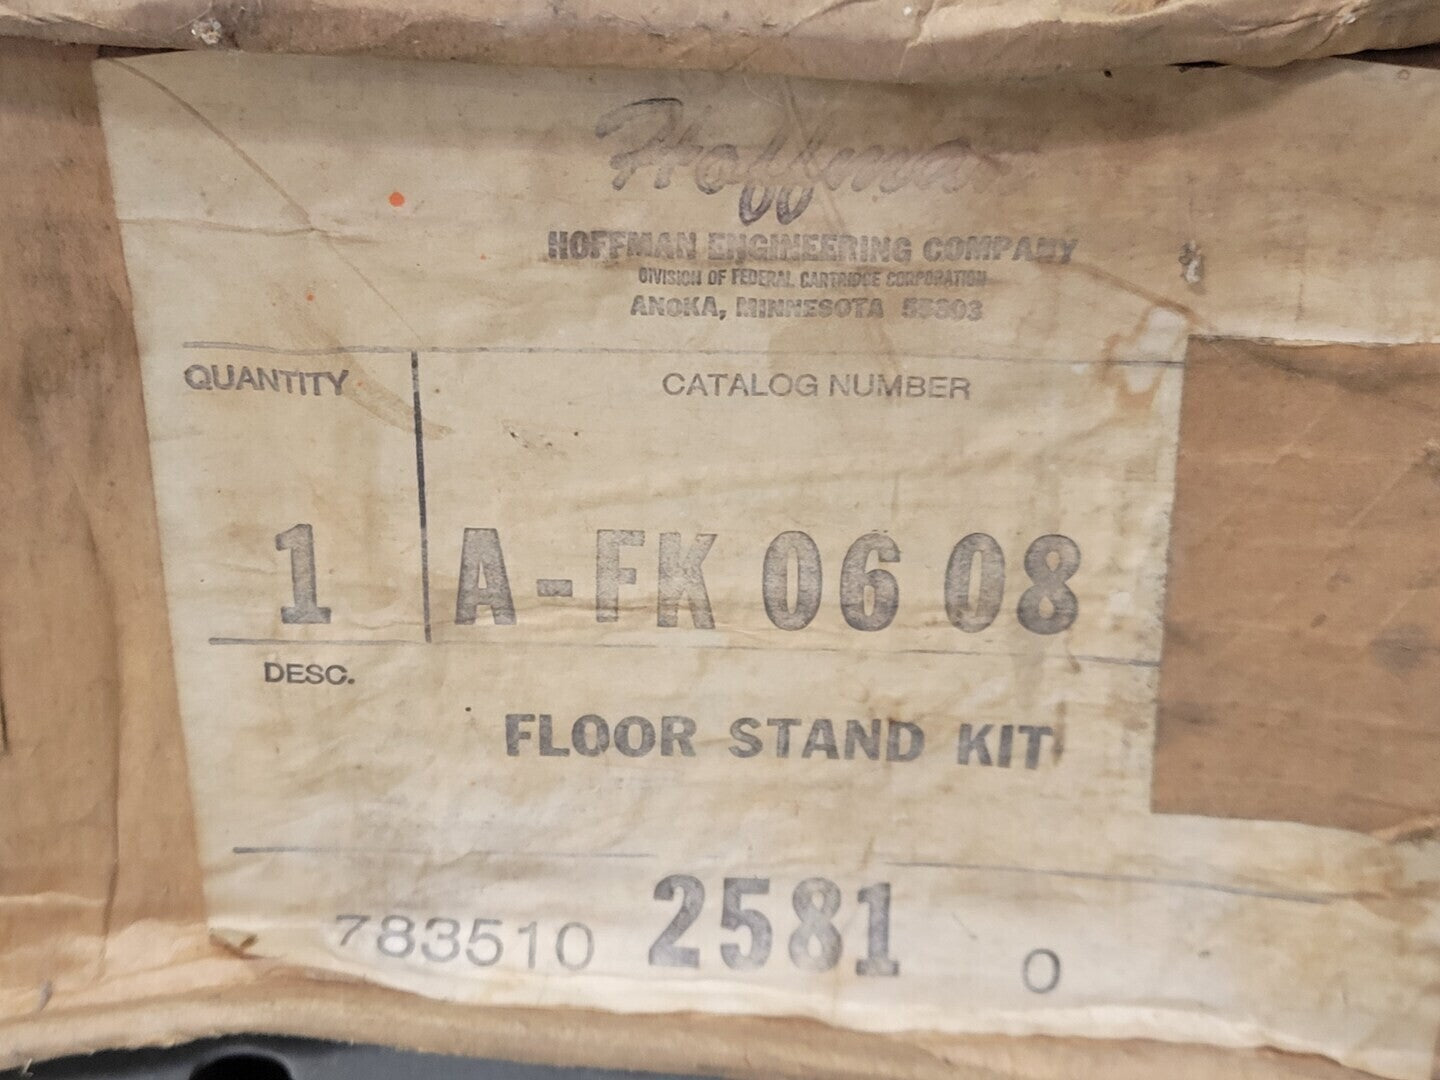 Hoffman
HOFFMAN ENGINEERING COMPANY
DIVISION OF FEDERAL CARTRIDGE CORPORATION
ANOKA, MINNESOTA 55303
QUANTITY CATALOG NUMBER
1 A-FK 06 08
DESC.
FLOOR STAND KIT
783510 2581 0